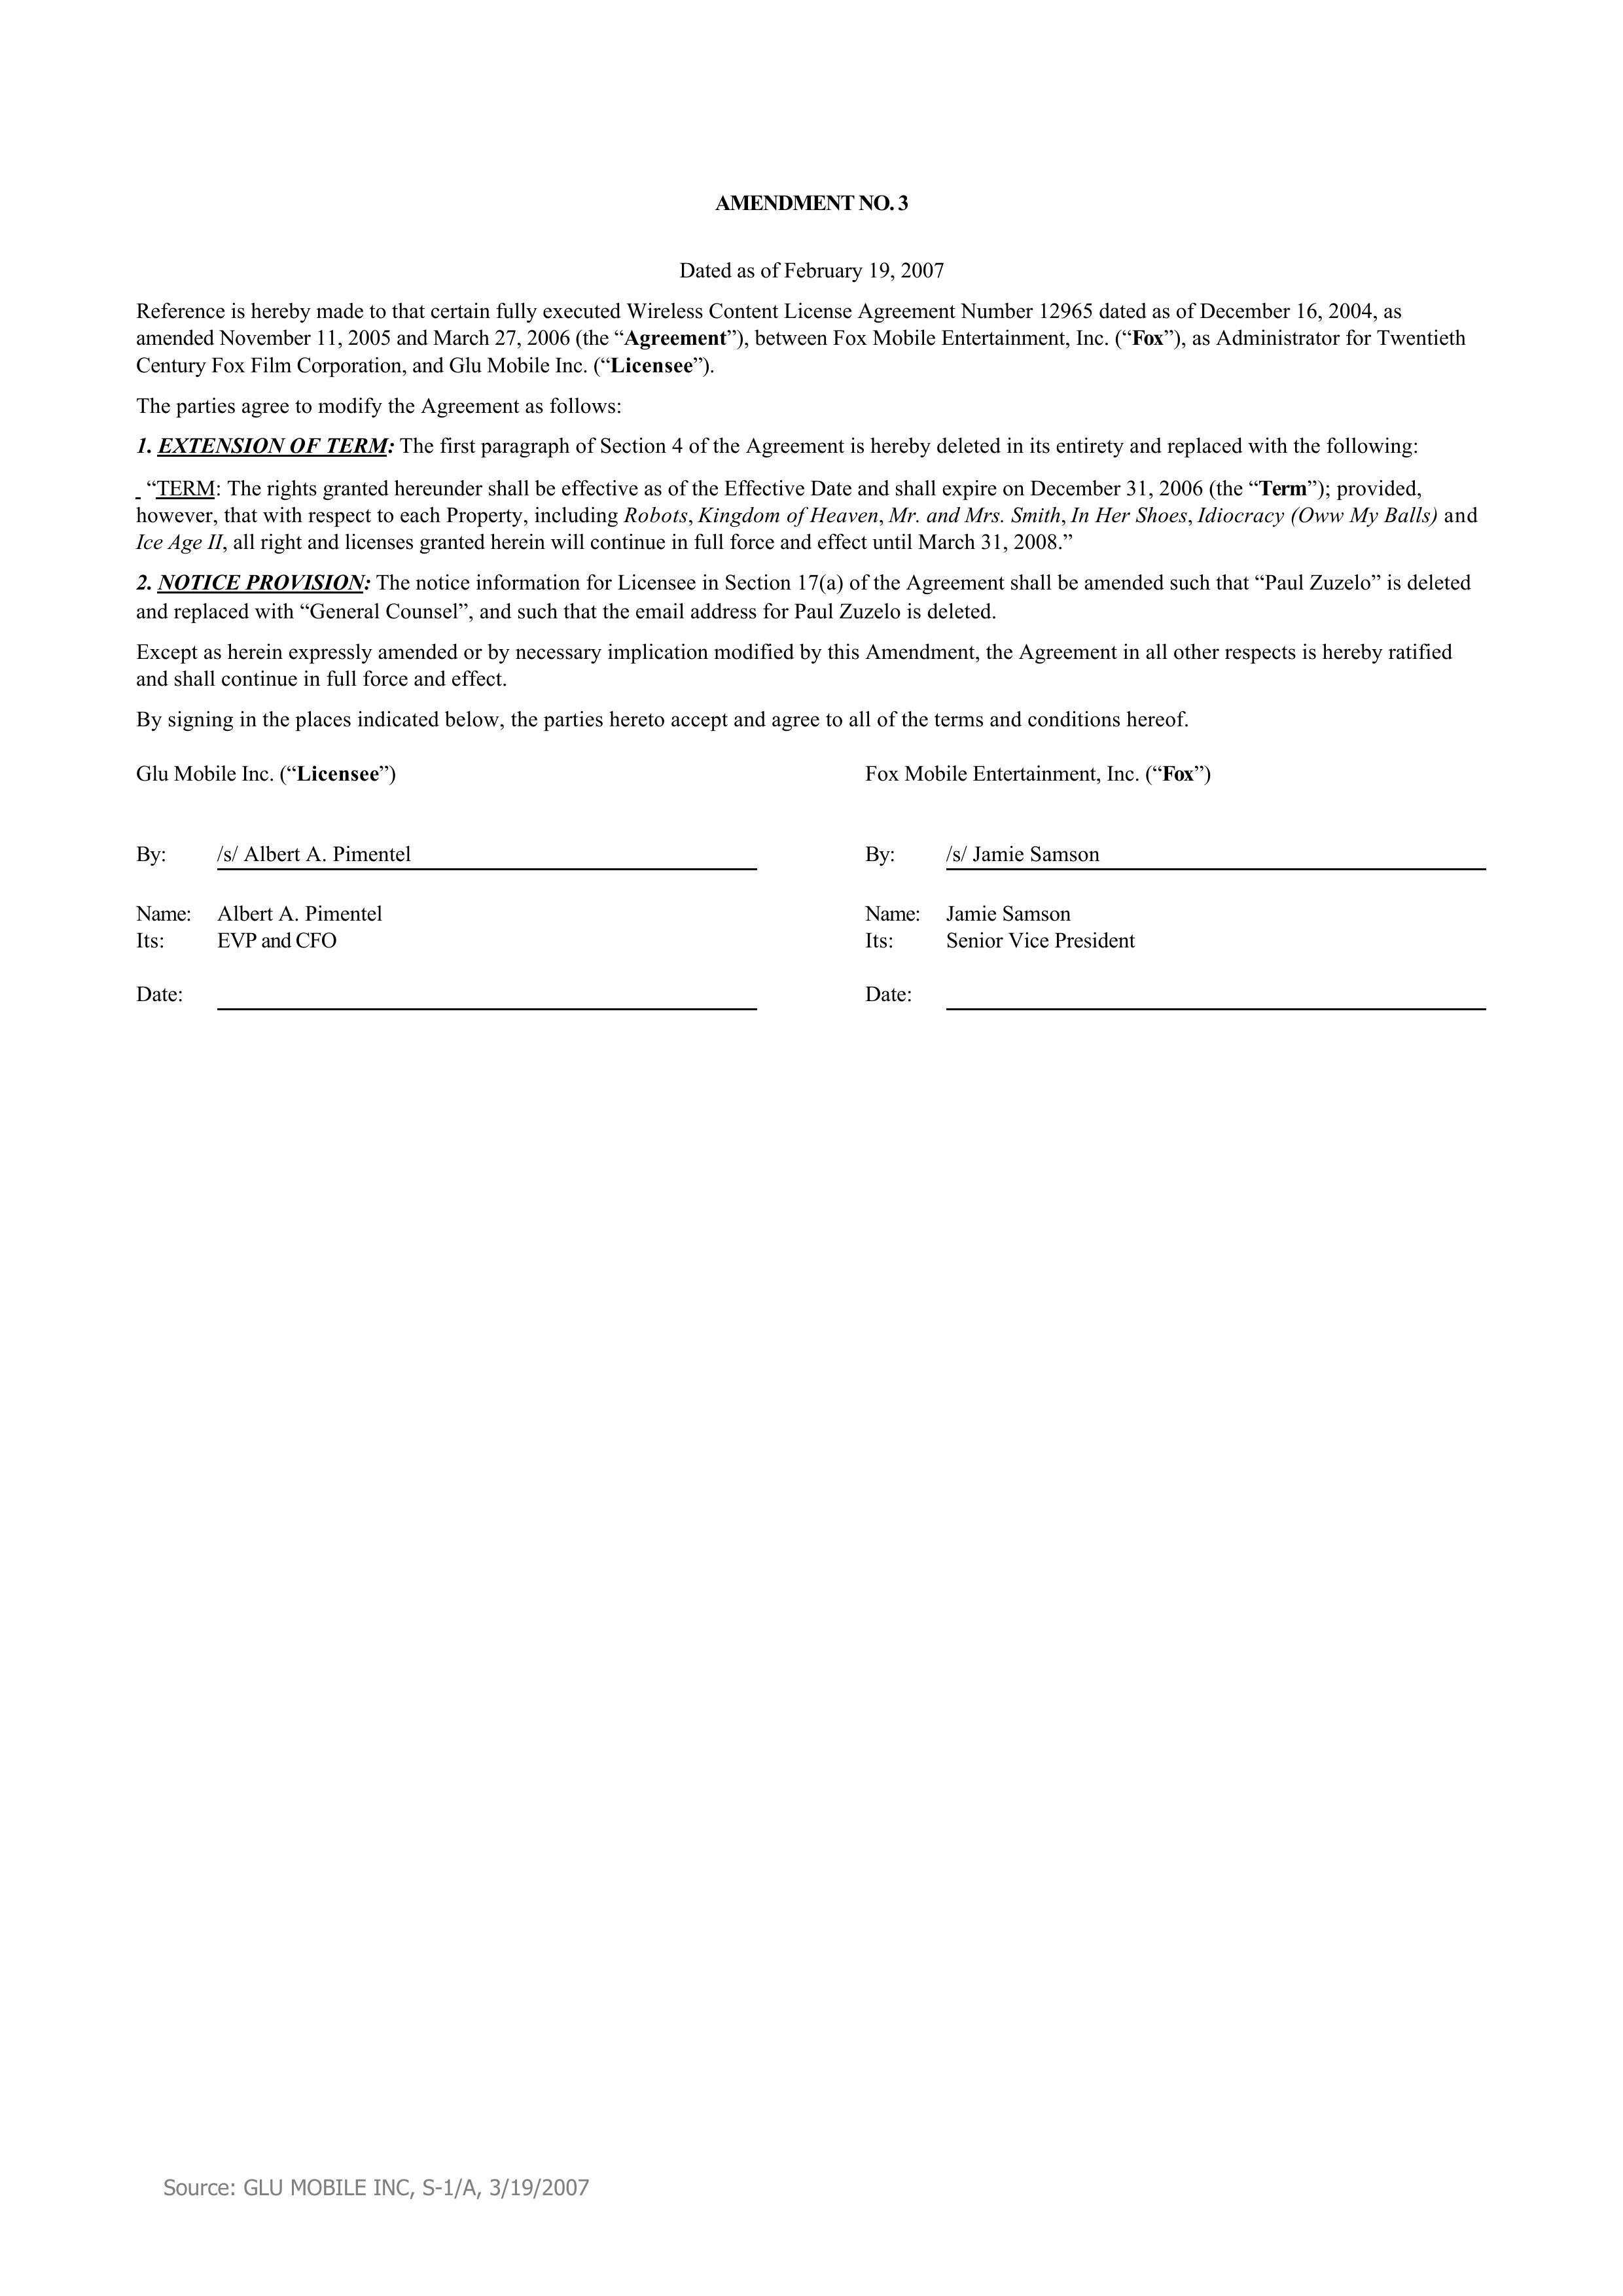 AMENDMENT NO. 3
Dated as of February 19, 2007
Reference is hereby made to that certain fully executed Wireless Content License Agreement Number 12965 dated as of December 16, 2004, as
amended November 11, 2005 and March 27, 2006 (the “Agreement”), between Fox Mobile Entertainment, Inc. (“Fox”), as Administrator for Twentieth
Century Fox Film Corporation, and Glu Mobile Inc. (“Licensee”).
The parties agree to modify the Agreement as follows:
1. EXTENSION OF TERM: The first paragraph of Section 4 of the Agreement is hereby deleted in its entirety and replaced with the following:
“TERM: The rights granted hereunder shall be effective as of the Effective Date and shall expire on December 31, 2006 (the “Term”); provided,
however, that with respect to each Property, including Robots, Kingdom of Heaven, Mr. and Mrs. Smith, In Her Shoes, Idiocracy (Oww My Balls) and
Ice Age II, all right and licenses granted herein will continue in full force and effect until March 31, 2008.”
2. NOTICE PROVISION: The notice information for Licensee in Section 17(a) of the Agreement shall be amended such that “Paul Zuzelo” is deleted
and replaced with “General Counsel”, and such that the email address for Paul Zuzelo is deleted.
Except as herein expressly amended or by necessary implication modified by this Amendment, the Agreement in all other respects is hereby ratified
and shall continue in full force and effect.
By signing in the places indicated below, the parties hereto accept and agree to all of the terms and conditions hereof.
Glu Mobile Inc. (“Licensee”) Fox Mobile Entertainment, Inc. (“Fox”)
By: /s/ Albert A. Pimentel By: /s/ Jamie Samson
Name: Albert A. Pimentel Name: Jamie Samson
Its: EVP and CFO Its: Senior Vice President
Date: Date:
Source: GLU MOBILE INC, S-1/A, 3/19/2007